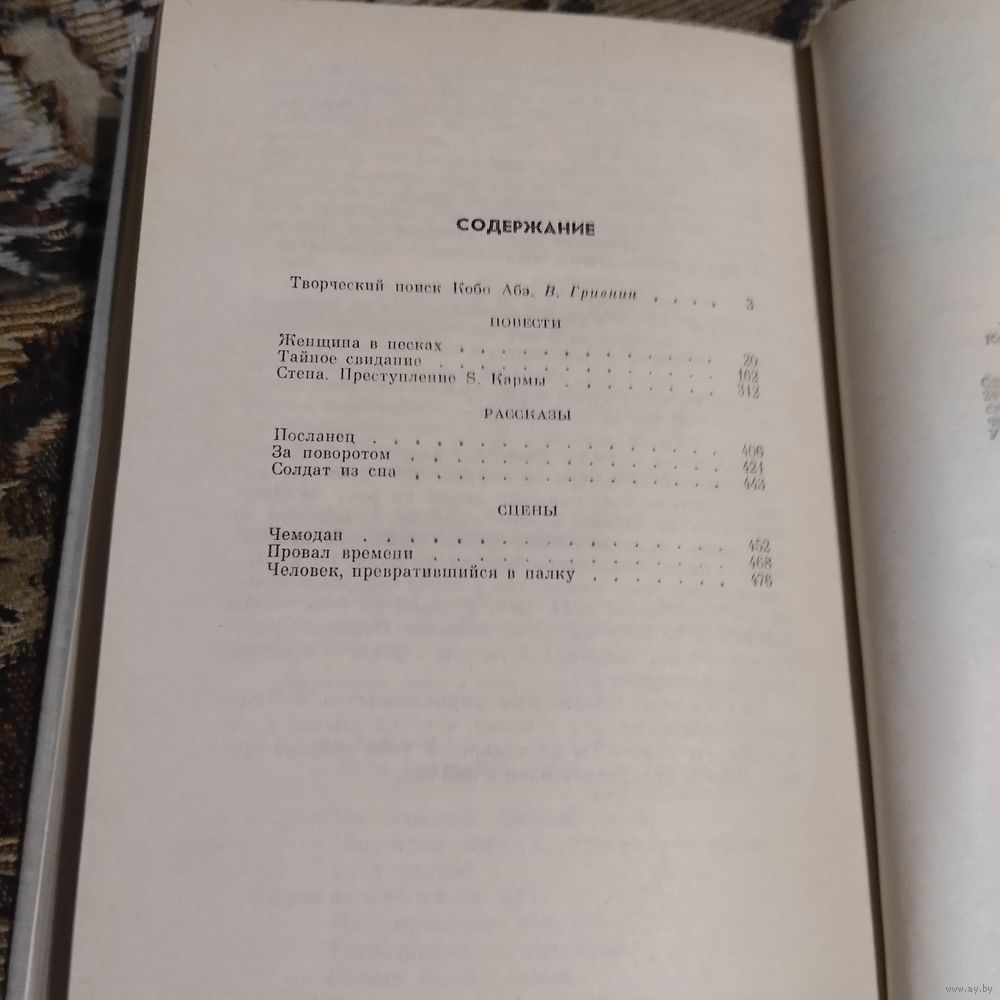 СОДЕРЖАНИЕ
Творческий поиск Кобо Абэ. В. Гривнин . . . . 3
ПОВЕСТИ
Женщина в песках . . . . . . . . . . . . 20
Тайное свидание . . . . . . . . . . . . . 162
Стена. Преступление S. Кармы . . . . . . . . 312
РАССКАЗЫ
Посланец . . . . . . . . . . . . . . . . 406
За поворотом . . . . . . . . . . . . . . 421
Солдат из сна . . . . . . . . . . . . . . 443
СЦЕНЫ
Чемодан . . . . . . . . . . . . . . . . 452
Провал времени . . . . . . . . . . . . . 468
Человек, превратившийся в палку . . . . . . . 476
www.ay.by